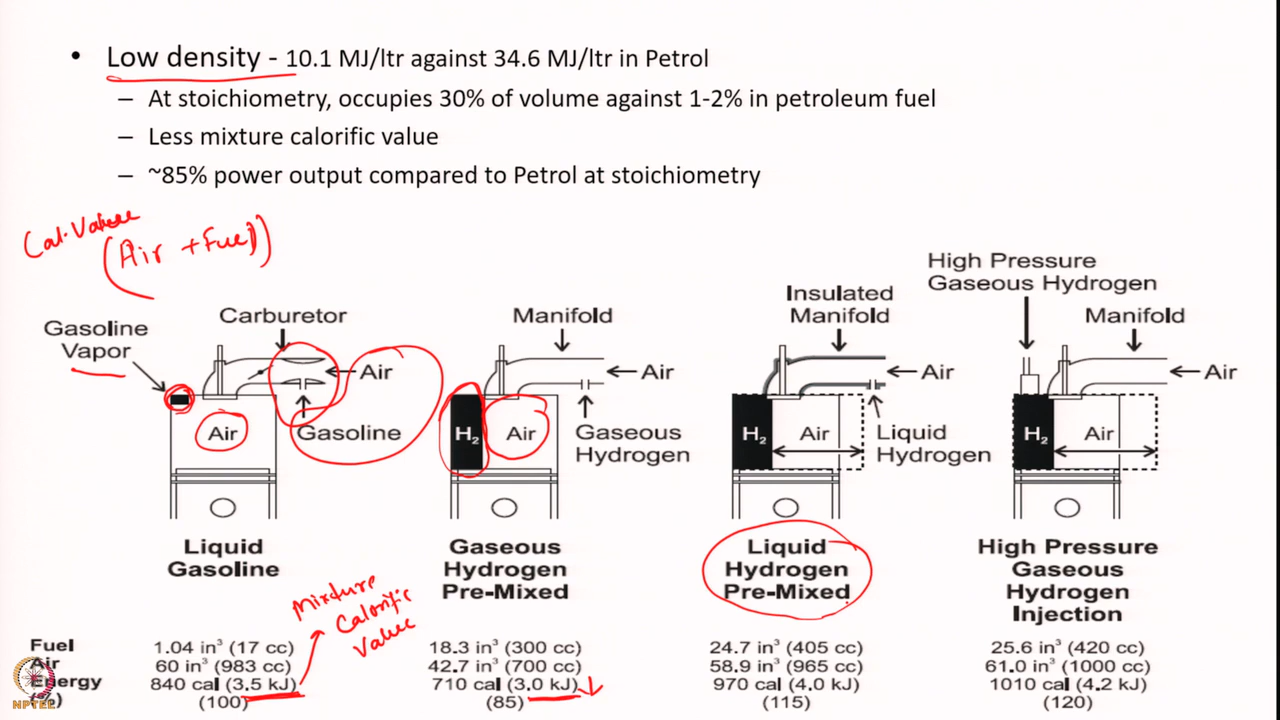 • Low density - 10.1 MJ/ltr against 34.6 MJ/ltr in Petrol
– At stoichiometry, occupies 30% of volume against 1-2% in petroleum fuel
– Less mixture calorific value
– ~85% power output compared to Petrol at stoichiometry
Cal. Value
(Air + Fuel)
Gasoline
Vapor
Carburetor
Air
Air
Gasoline
Manifold
Air
H₂
Air
Gaseous
Hydrogen
Insulated
Manifold
Air
H₂
Air
Liquid
Hydrogen
High Pressure
Gaseous Hydrogen
Manifold
Air
H₂
Air
Liquid
Gasoline
Gaseous
Hydrogen
Pre-Mixed
Liquid
Hydrogen
Pre-Mixed
High Pressure
Gaseous
Hydrogen
Injection
Mixture
Calorific
Value
Fuel 1.04 in³ (17 cc) 18.3 in³ (300 cc) 24.7 in³ (405 cc) 25.6 in³ (420 cc)
Air 60 in³ (983 cc) 42.7 in³ (700 cc) 58.9 in³ (965 cc) 61.0 in³ (1000 cc)
Energy 840 cal (3.5 kJ) 710 cal (3.0 kJ) 970 cal (4.0 kJ) 1010 cal (4.2 kJ)
(%) (100) (85) (115) (120)
NPTEL